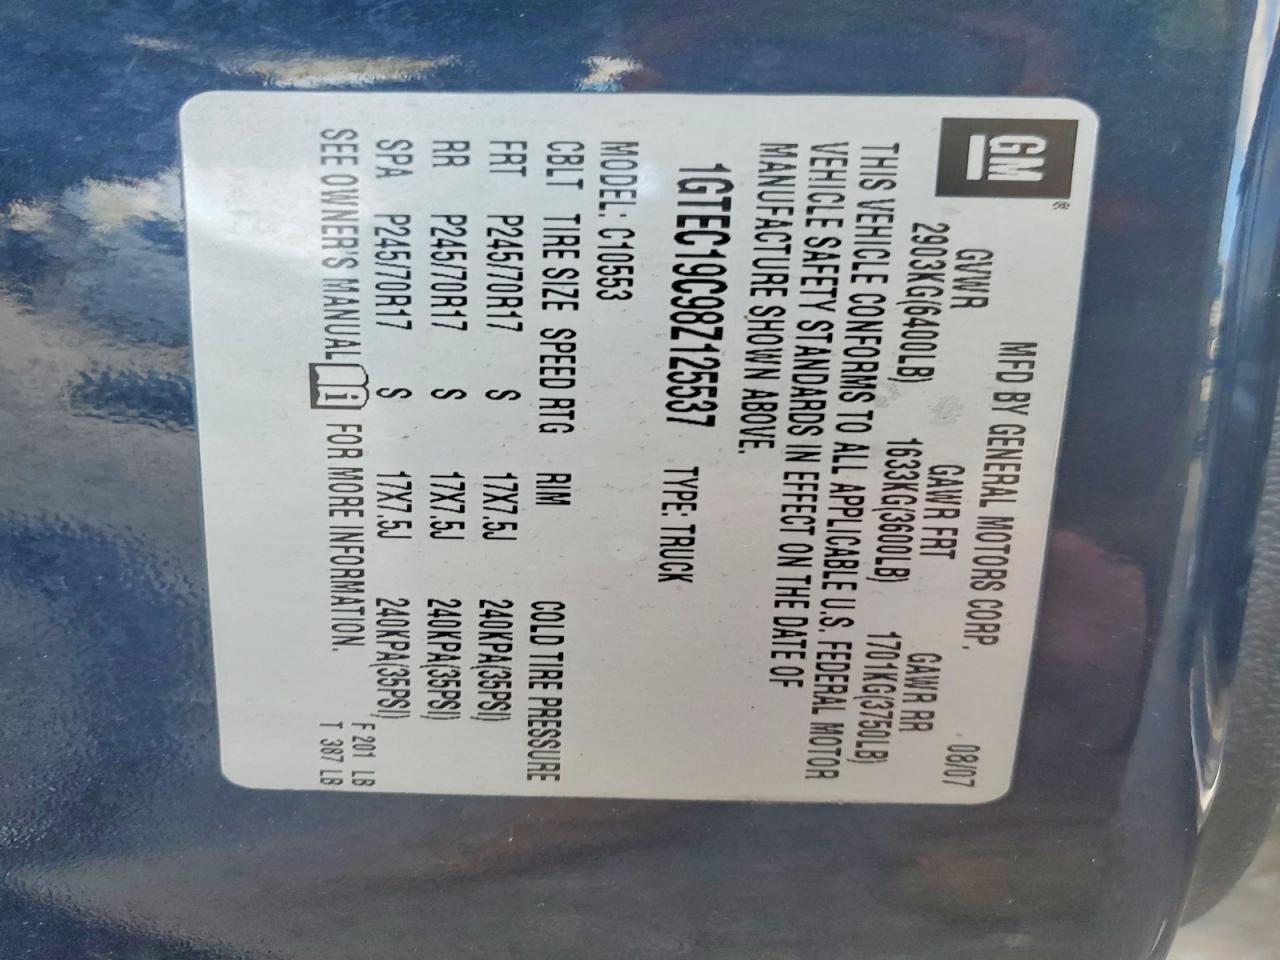 GM®
MFD BY GENERAL MOTORS CORP. 08/07
GVWR GAWR FRT GAWR RR
2903KG(6400LB) 1633KG(3600LB) 1701KG(3750LB)
THIS VEHICLE CONFORMS TO ALL APPLICABLE U.S. FEDERAL MOTOR
VEHICLE SAFETY STANDARDS IN EFFECT ON THE DATE OF
MANUFACTURE SHOWN ABOVE.
1GTEC19C98Z125537 TYPE: TRUCK
MODEL: C10553
CBLT TIRE SIZE SPEED RTG RIM COLD TIRE PRESSURE
FRT P245/70R17 S 17X7.5J 240KPA(35PSI)
RR P245/70R17 S 17X7.5J 240KPA(35PSI)
SPA P245/70R17 S 17X7.5J 240KPA(35PSI)
SEE OWNER'S MANUAL i FOR MORE INFORMATION.
F 201 LB
T 387 LB